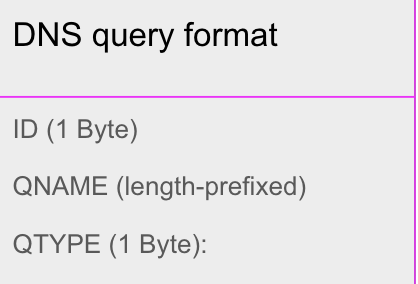 DNS query format
ID (1 Byte)
QNAME (length-prefixed)
QTYPE (1 Byte):